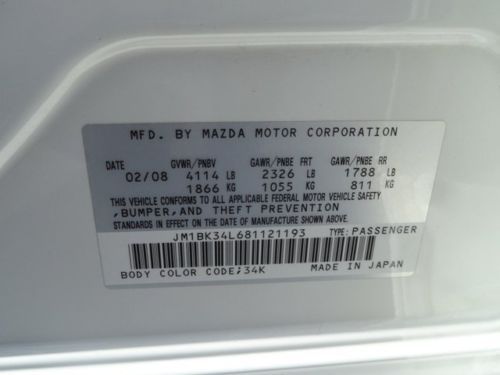 MFD. BY MAZDA MOTOR CORPORATION
DATE GVWR/PNBV GAWR/PNBE FRT GAWR/PNBE RR
02/08 4114 LB 2326 LB 1788 LB
1866 KG 1055 KG 811 KG
THIS VEHICLE CONFORMS TO ALL APPLICABLE FEDERAL MOTOR VEHICLE SAFETY,
,BUMPER,AND THEFT PREVENTION
STANDARDS IN EFFECT ON THE DATE OF MANUFACTURE SHOWN ABOVE.
JM1BK34L681121193 TYPE:PASSENGER
BODY COLOR CODE;34K MADE IN JAPAN